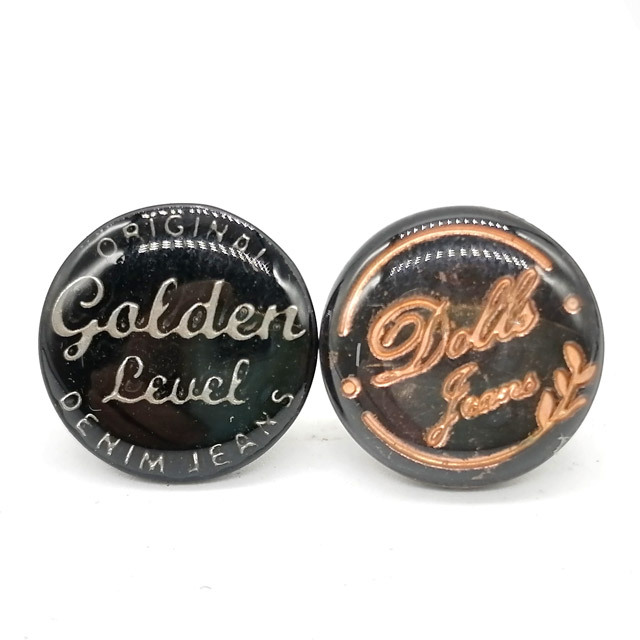 ORIGINAL
Golden
Level
DENIM JEANS
Dolls
Jeans